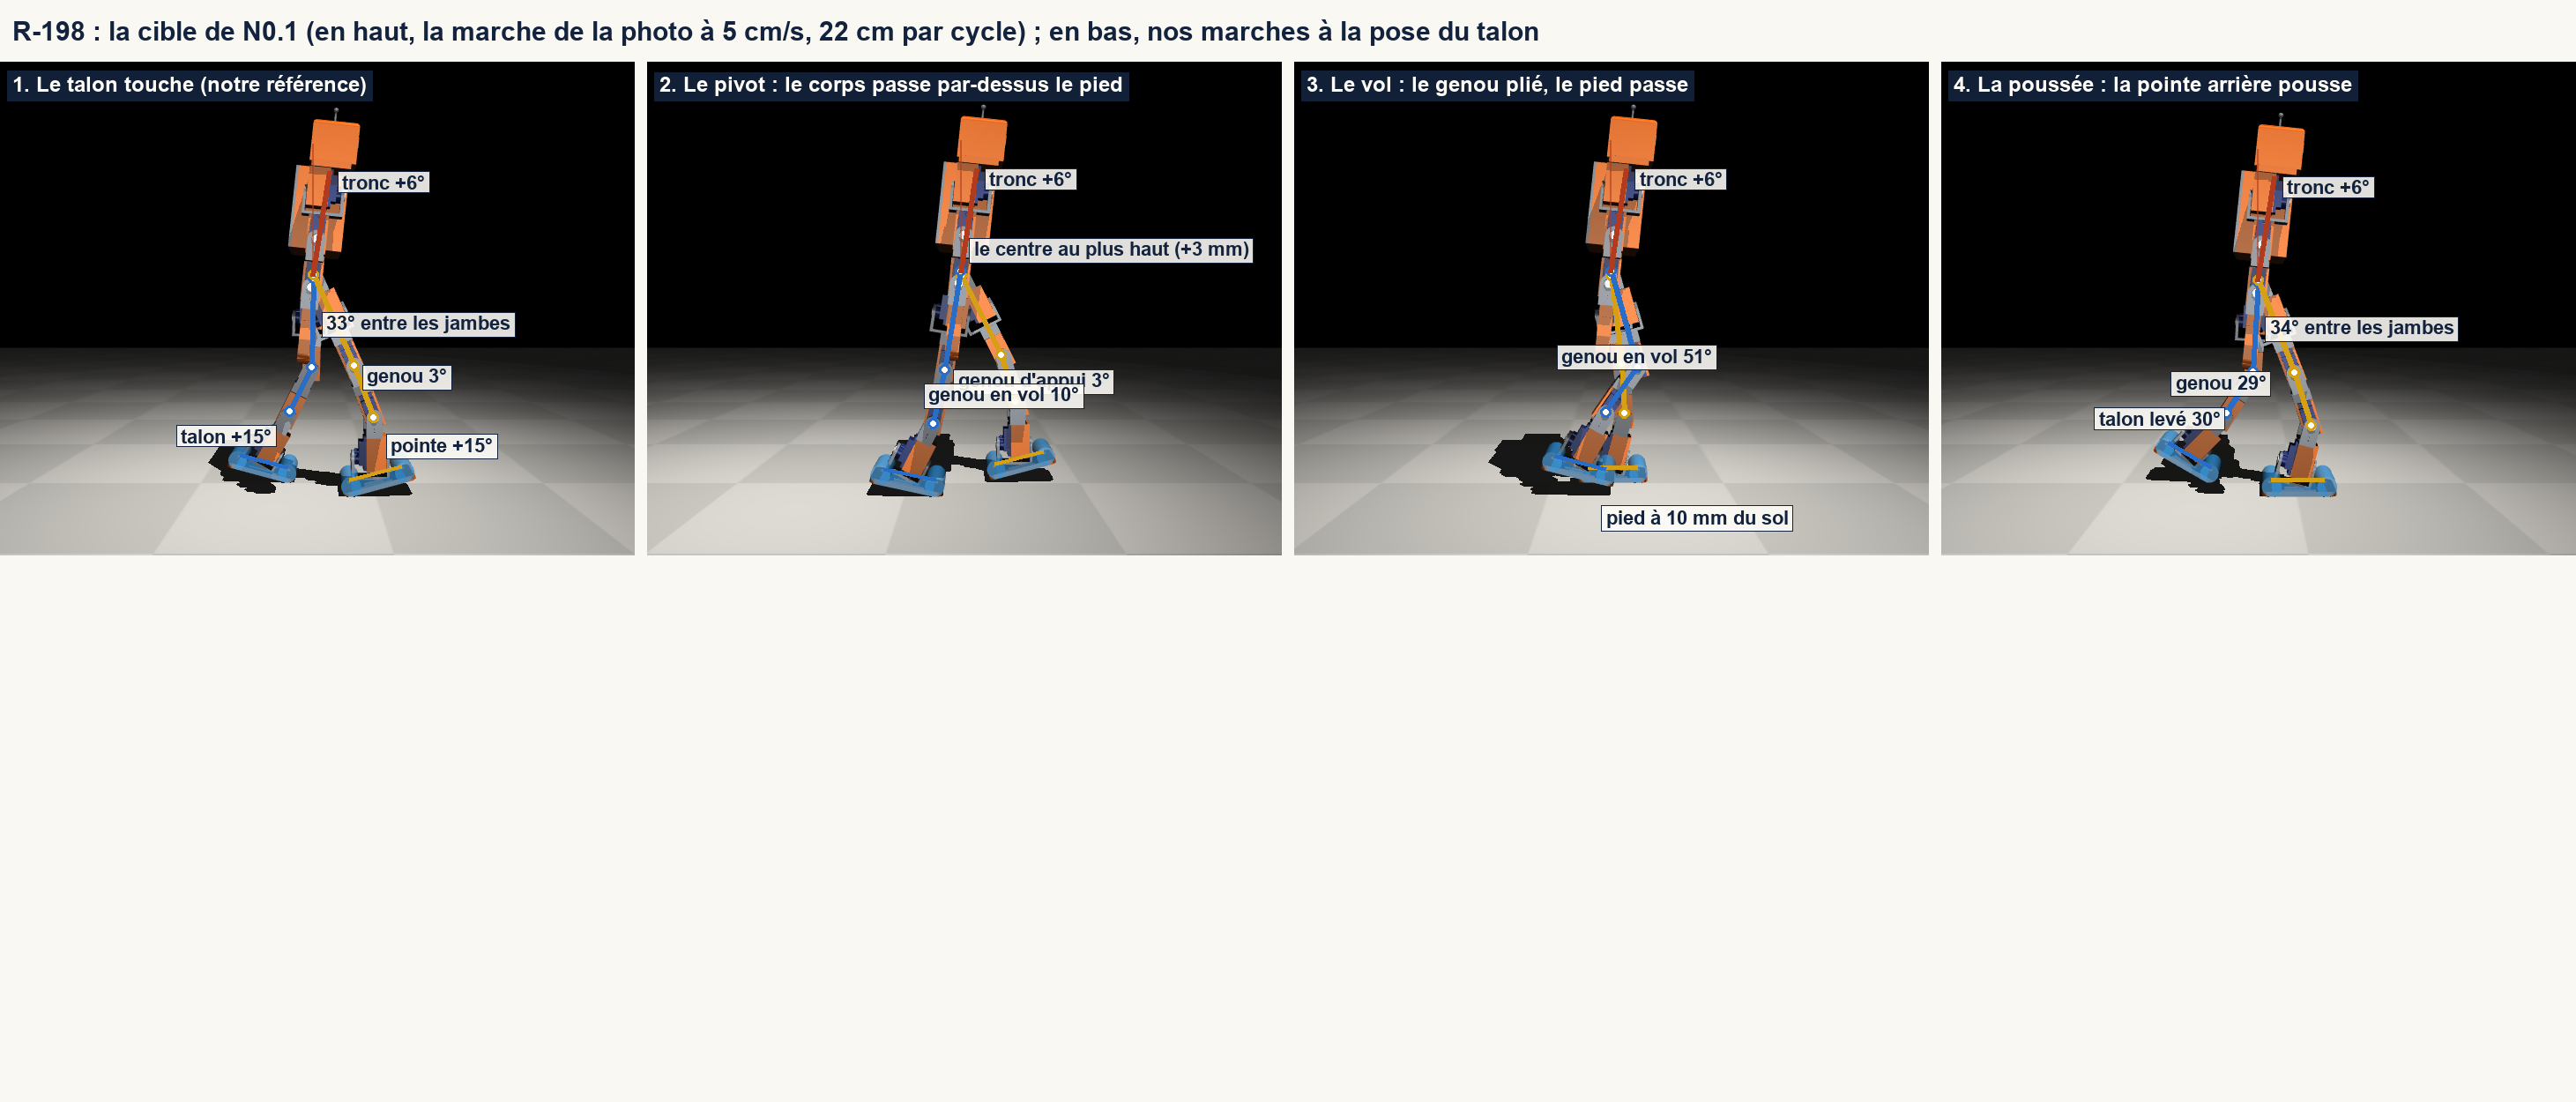 R-198 : la cible de N0.1 (en haut, la marche de la photo à 5 cm/s, 22 cm par cycle) ; en bas, nos marches à la pose du talon
1. Le talon touche (notre référence)
tronc +6°
33° entre les jambes
genou 3°
talon +15°
pointe +15°
2. Le pivot : le corps passe par-dessus le pied
tronc +6°
le centre au plus haut (+3 mm)
genou d'appui 3°
genou en vol 10°
3. Le vol : le genou plié, le pied passe
tronc +6°
genou en vol 51°
pied à 10 mm du sol
4. La poussée : la pointe arrière pousse
tronc +6°
34° entre les jambes
genou 29°
talon levé 30°